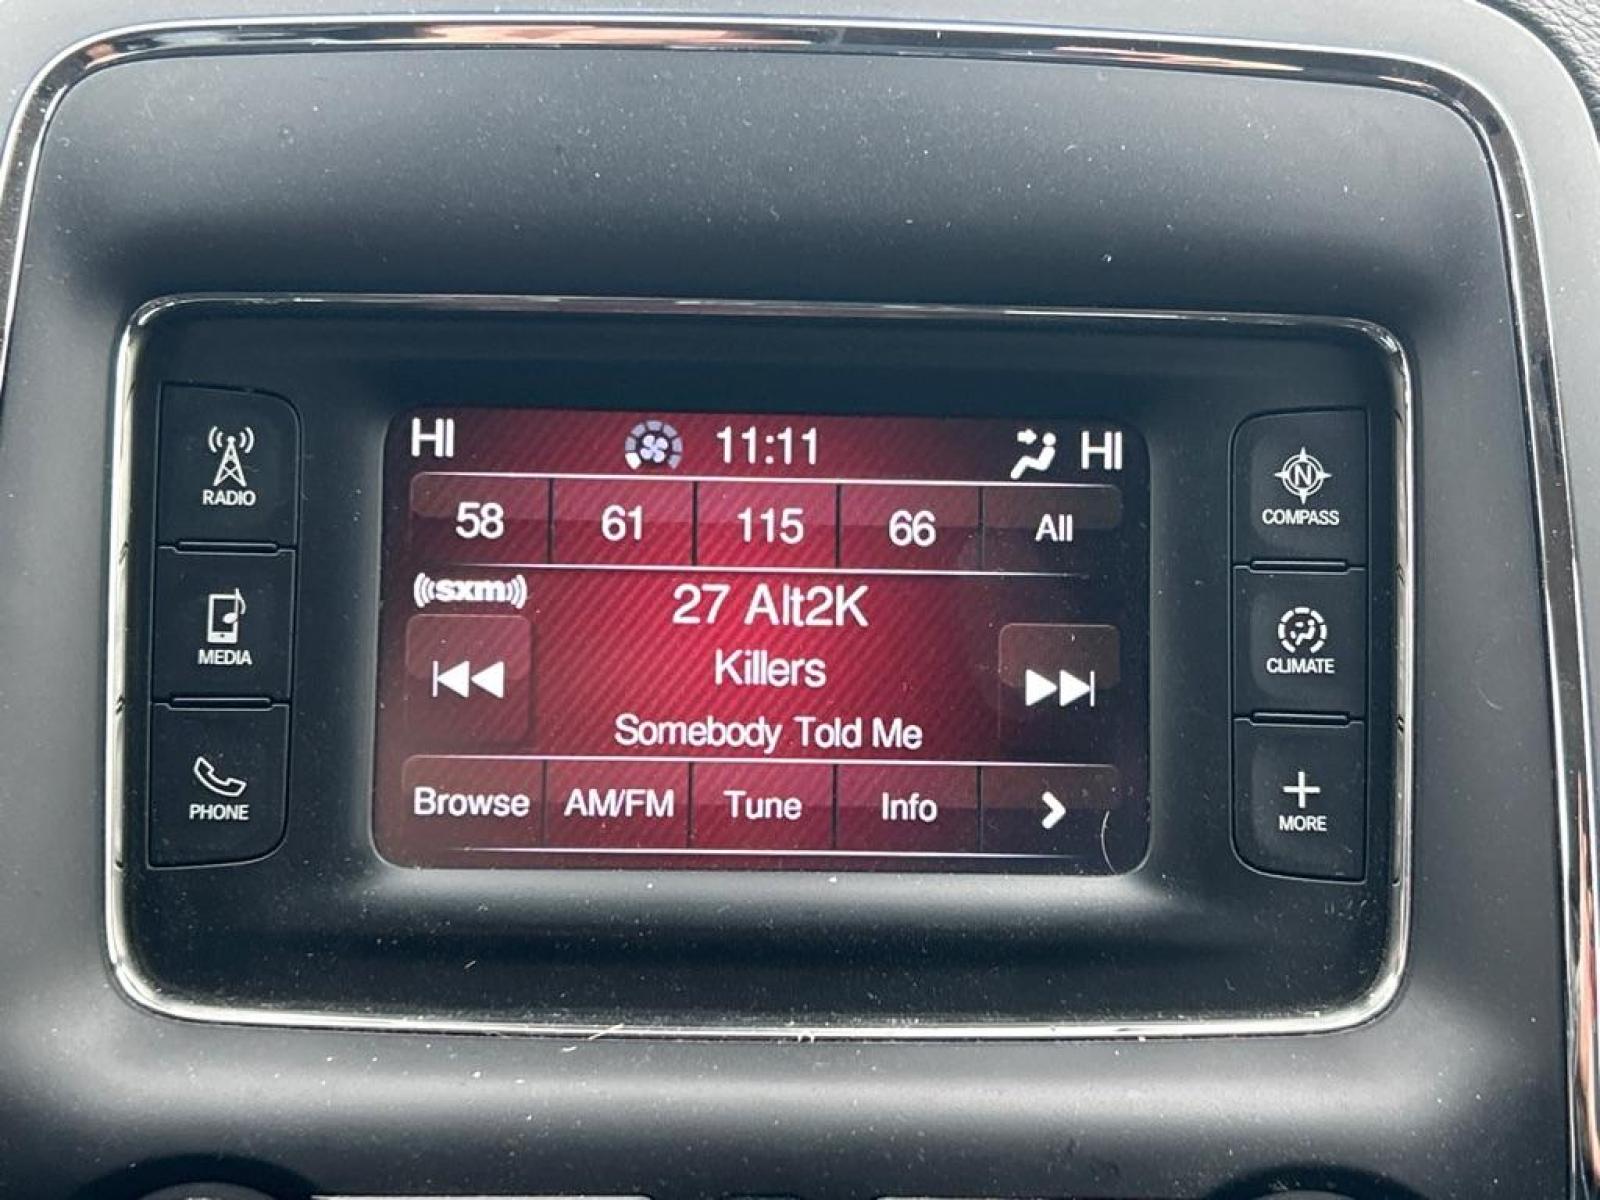 HI 11:11 HI
58 61 115 66 All
sxm
27 Alt2K
Killers
Somebody Told Me
Browse AM/FM Tune Info
RADIO
MEDIA
PHONE
N
COMPASS
CLIMATE
MORE